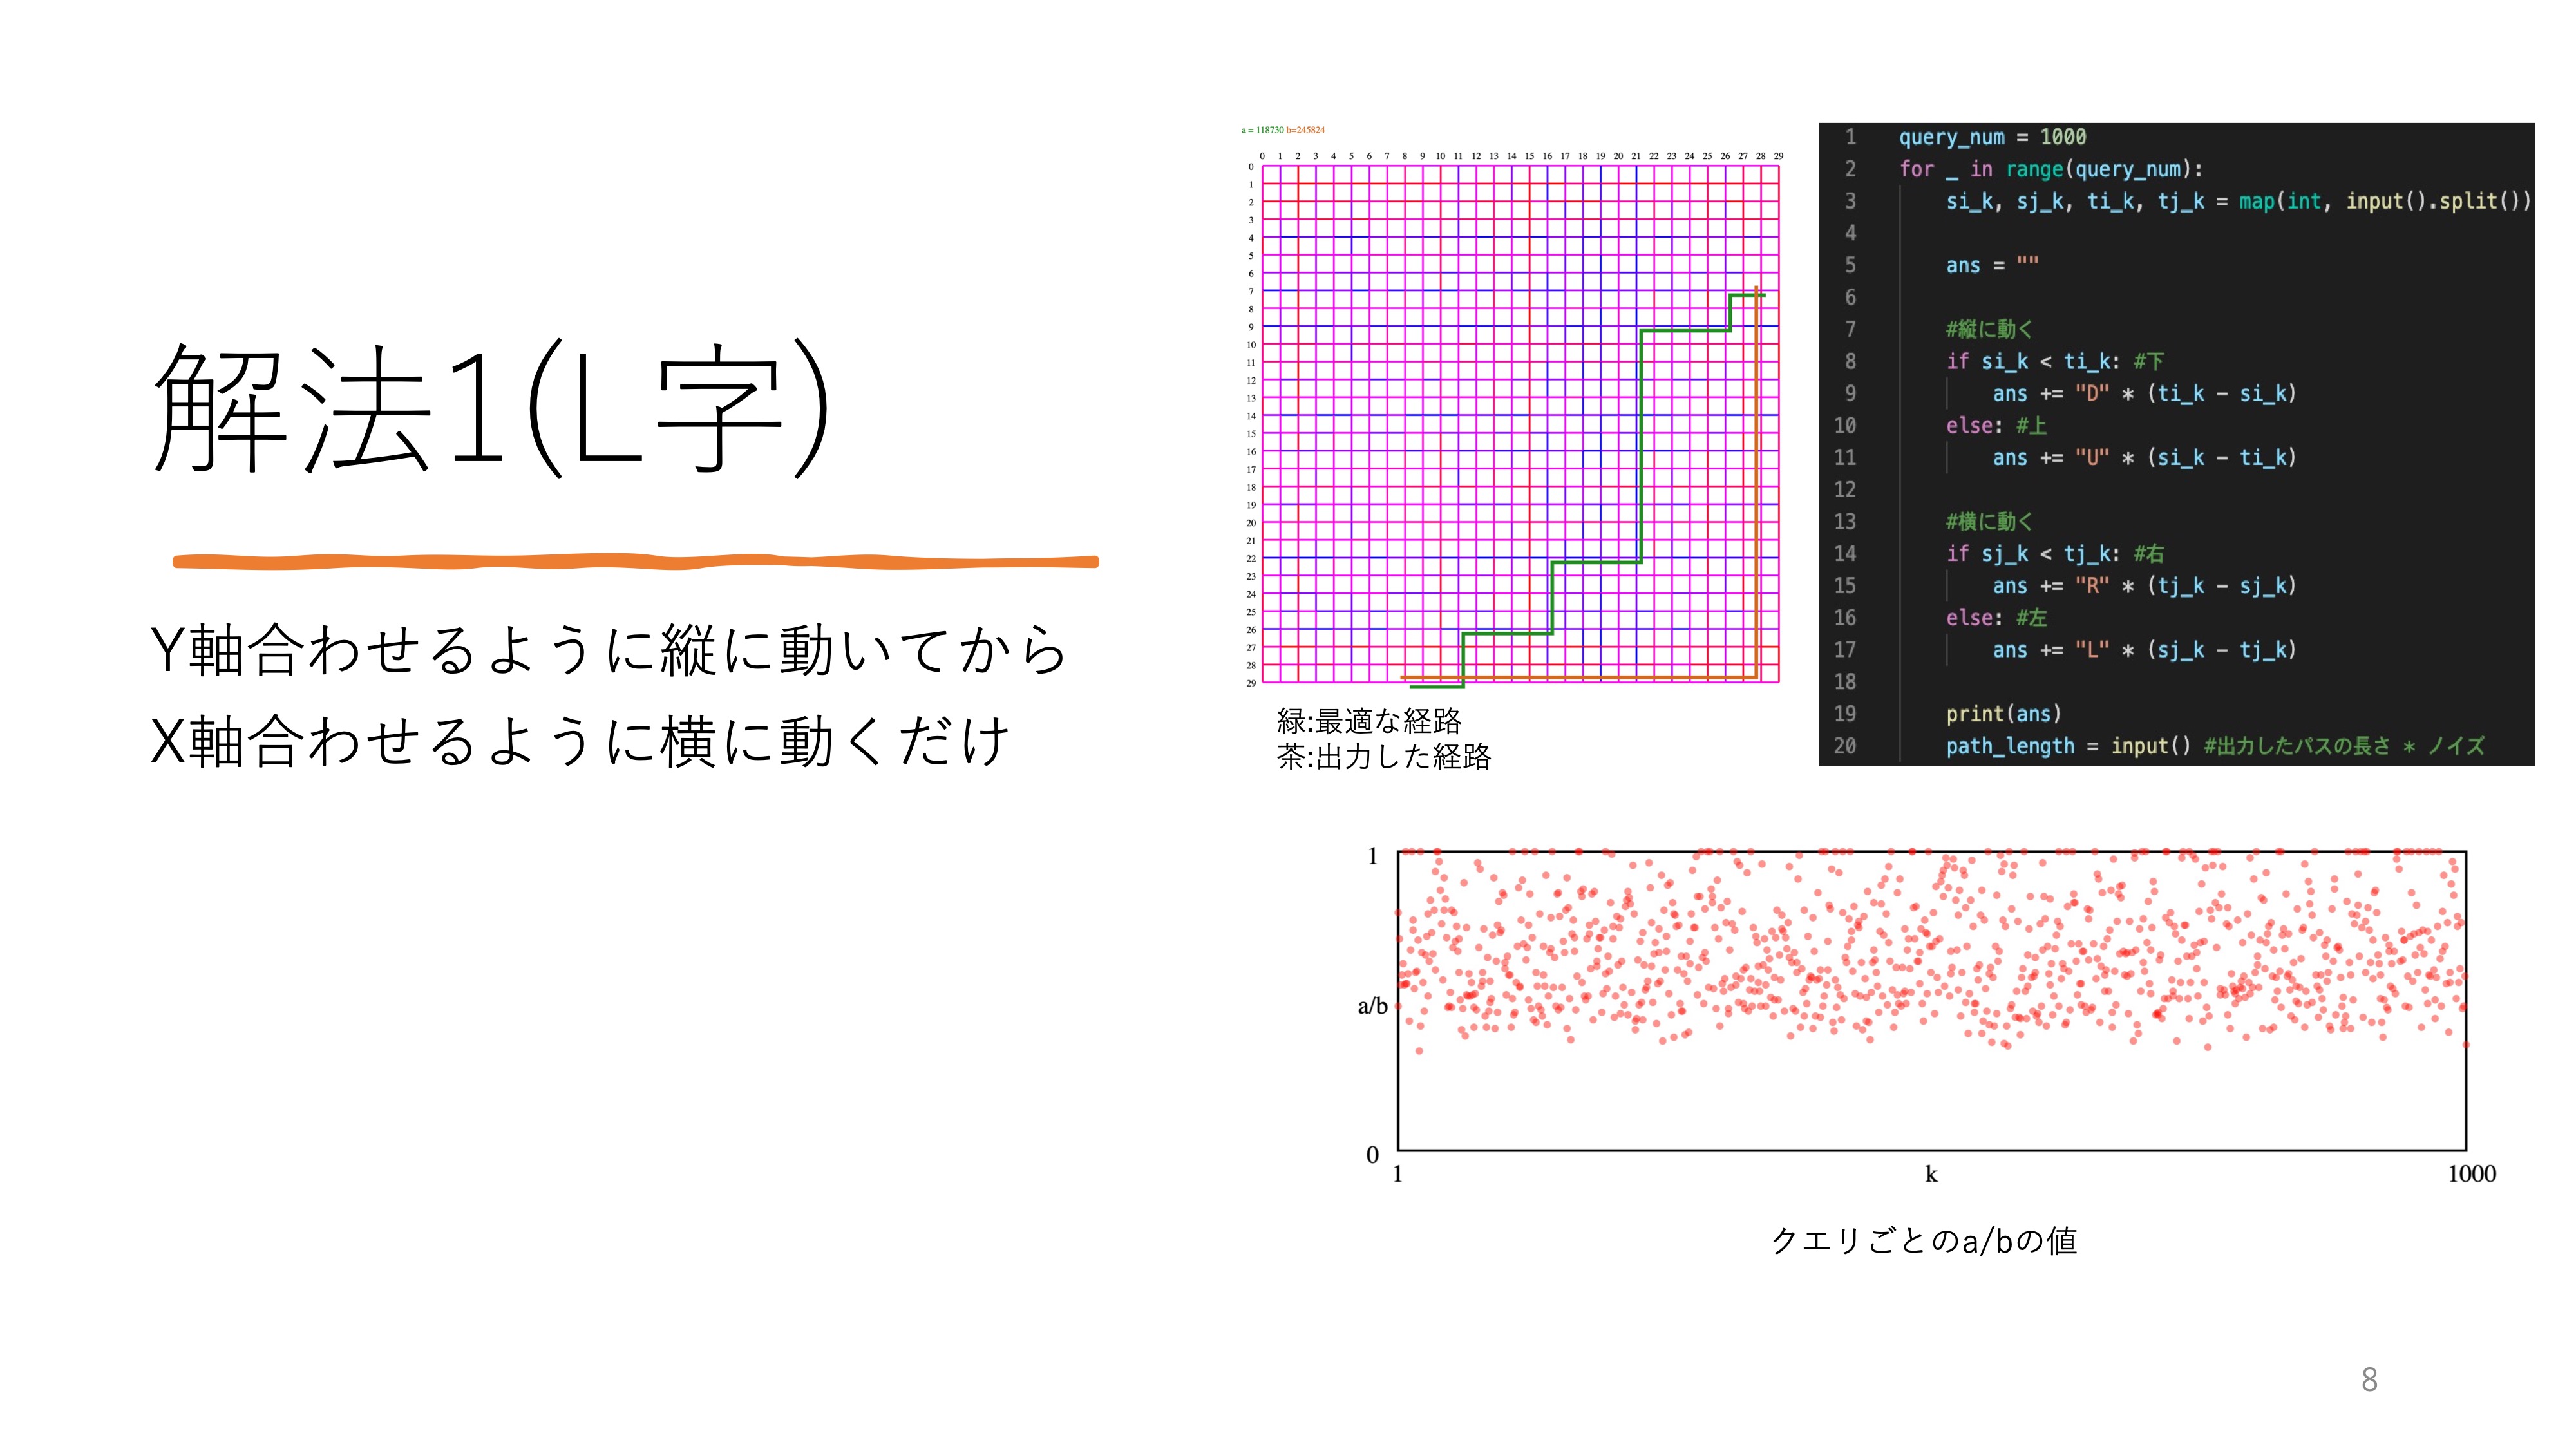 解法1(L字)
Y軸合わせるように縦に動いてから
X軸合わせるように横に動くだけ
a = 118730 b=245824
0 1 2 3 4 5 6 7 8 9 10 11 12 13 14 15 16 17 18 19 20 21 22 23 24 25 26 27 28 29
0
1
2
3
4
5
6
7
8
9
10
11
12
13
14
15
16
17
18
19
20
21
22
23
24
25
26
27
28
29
緑:最適な経路
茶:出力した経路
1 query_num = 1000
2 for _ in range(query_num):
3 si_k, sj_k, ti_k, tj_k = map(int, input().split())
4
5 ans = ""
6
7 #縦に動く
8 if si_k < ti_k: #下
9 ans += "D" * (ti_k - si_k)
10 else: #上
11 ans += "U" * (si_k - ti_k)
12
13 #横に動く
14 if sj_k < tj_k: #右
15 ans += "R" * (tj_k - sj_k)
16 else: #左
17 ans += "L" * (sj_k - tj_k)
18
19 print(ans)
20 path_length = input() #出力したパスの長さ * ノイズ
1
a/b
0
1 k 1000
クエリごとのa/bの値
8